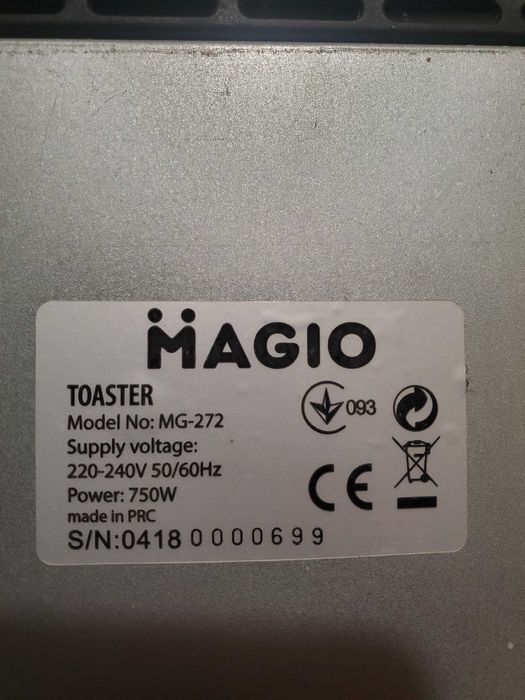 MAGIO
TOASTER
Model No: MG-272
Supply voltage:
220-240V 50/60Hz
Power: 750W
made in PRC
S/N:0418 0000699
093
CE